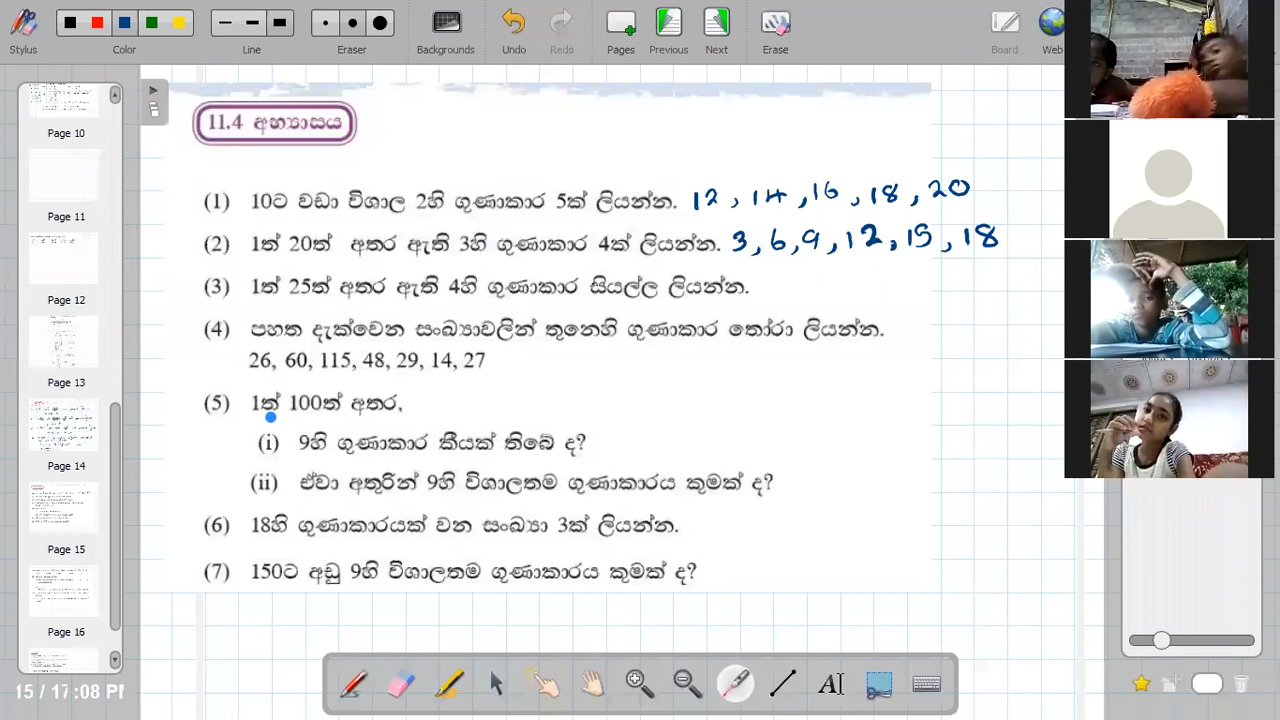 Stylus Color Line Eraser Backgrounds Undo Redo Pages Previous Next Erase Board Web
Page 10
Page 11
Page 12
Page 13
Page 14
Page 15
Page 16
11.4 අභ්‍යාසය
(1) 10ට වඩා විශාල 2හි ගුණාකාර 5ක් ලියන්න. 12, 14, 16, 18, 20
(2) 1ත් 20ත් අතර ඇති 3හි ගුණාකාර 4ක් ලියන්න. 3, 6, 9, 12, 15, 18
(3) 1ත් 25ත් අතර ඇති 4හි ගුණාකාර සියල්ල ලියන්න.
(4) පහත දැක්වෙන සංඛ්‍යාවලින් තුනෙහි ගුණාකාර තෝරා ලියන්න.
26, 60, 115, 48, 29, 14, 27
(5) 1ත් 100ත් අතර,
(i) 9හි ගුණාකාර කීයක් තිබේ ද?
(ii) ඒවා අතුරින් 9හි විශාලතම ගුණාකාරය කුමක් ද?
(6) 18හි ගුණාකාරයක් වන සංඛ්‍යා 3ක් ලියන්න.
(7) 150ට අඩු 9හි විශාලතම ගුණාකාරය කුමක් ද?
15 / 17:08 PM